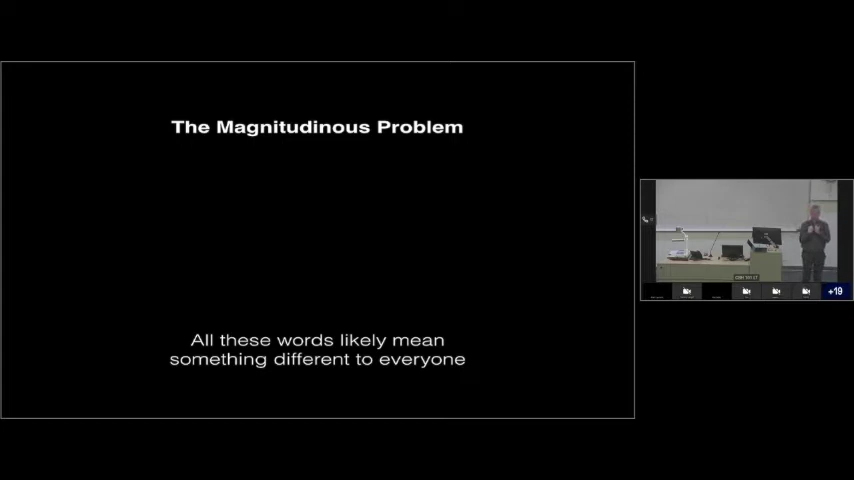 The Magnitudinous Problem
All these words likely mean
something different to everyone
+19